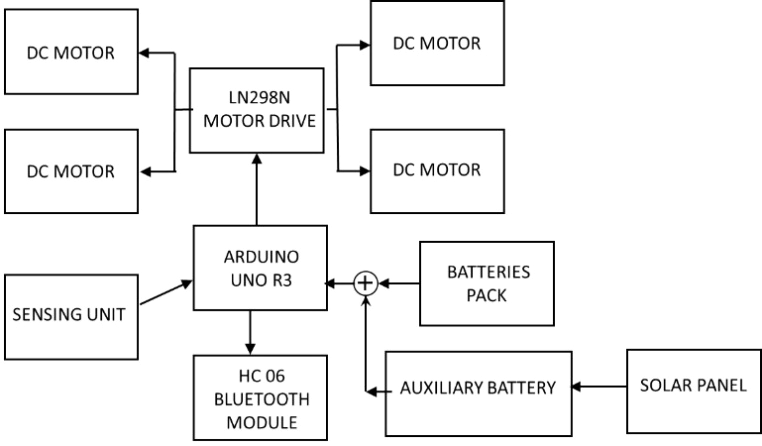 DC MOTOR
DC MOTOR
LN298N
MOTOR DRIVE
DC MOTOR
DC MOTOR
ARDUINO
UNO R3
BATTERIES
PACK
SENSING UNIT
HC 06
BLUETOOTH
MODULE
AUXILIARY BATTERY
SOLAR PANEL